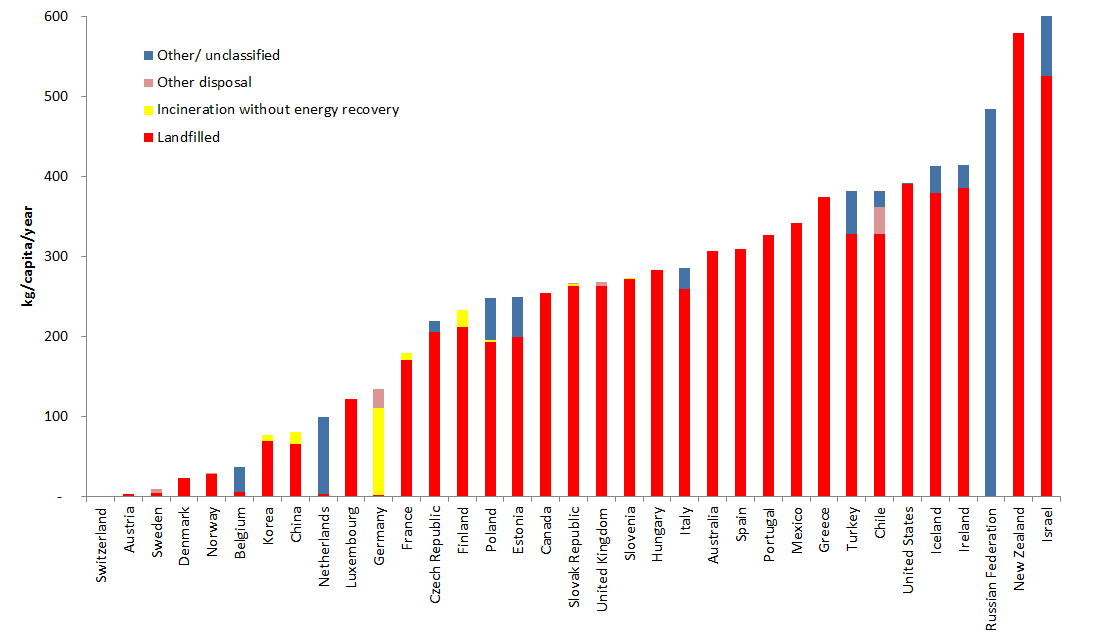 600
500
400
300
200
100
-
kg/capita/year
Other/ unclassified
Other disposal
Incineration without energy recovery
Landfilled
Switzerland
Austria
Sweden
Denmark
Norway
Belgium
Korea
China
Netherlands
Luxembourg
Germany
France
Czech Republic
Finland
Poland
Estonia
Canada
Slovak Republic
United Kingdom
Slovenia
Hungary
Italy
Australia
Spain
Portugal
Mexico
Greece
Turkey
Chile
United States
Iceland
Ireland
Russian Federation
New Zealand
Israel